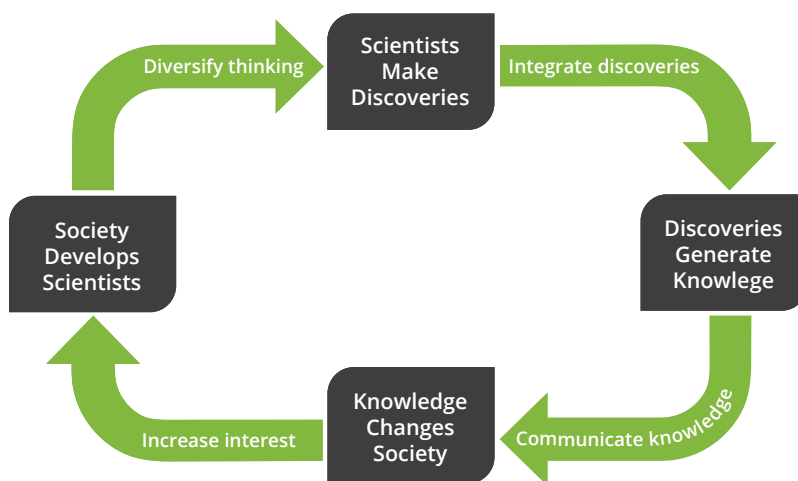 Scientists
Make
Discoveries
Integrate discoveries
Discoveries
Generate
Knowlege
Communicate knowledge
Knowledge
Changes
Society
Increase interest
Society
Develops
Scientists
Diversify thinking